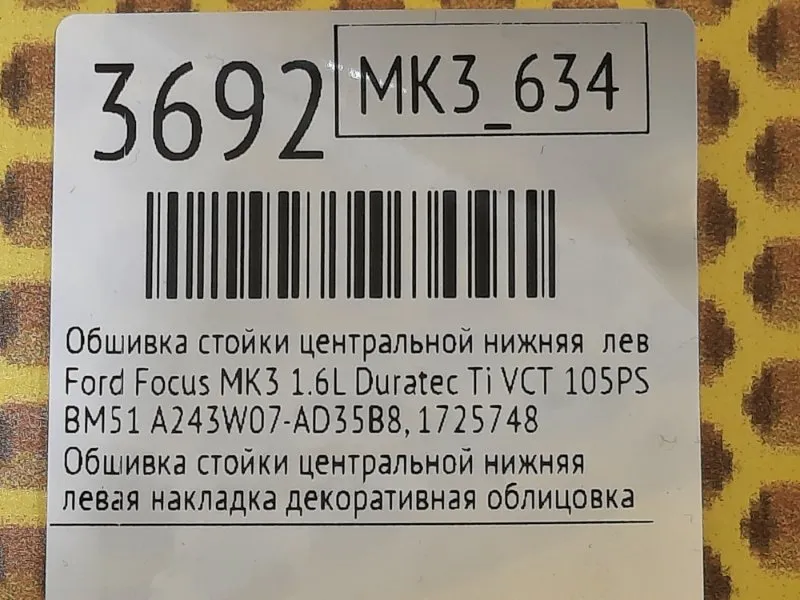 3692 MK3_634
Обшивка стойки центральной нижняя лев
Ford Focus MK3 1.6L Duratec Ti VCT 105PS
BM51 A243W07-AD35B8, 1725748
Обшивка стойки центральной нижняя
левая накладка декоративная облицовка